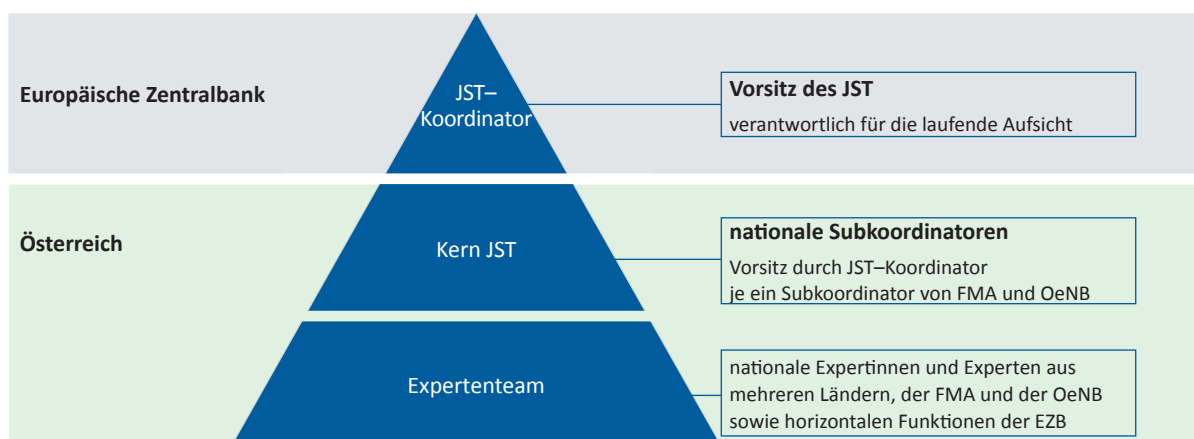 Europäische Zentralbank
JST–
Koordinator
Vorsitz des JST
verantwortlich für die laufende Aufsicht
Österreich
Kern JST
nationale Subkoordinatoren
Vorsitz durch JST–Koordinator
je ein Subkoordinator von FMA und OeNB
Expertenteam
nationale Expertinnen und Experten aus
mehreren Ländern, der FMA und der OeNB
sowie horizontalen Funktionen der EZB